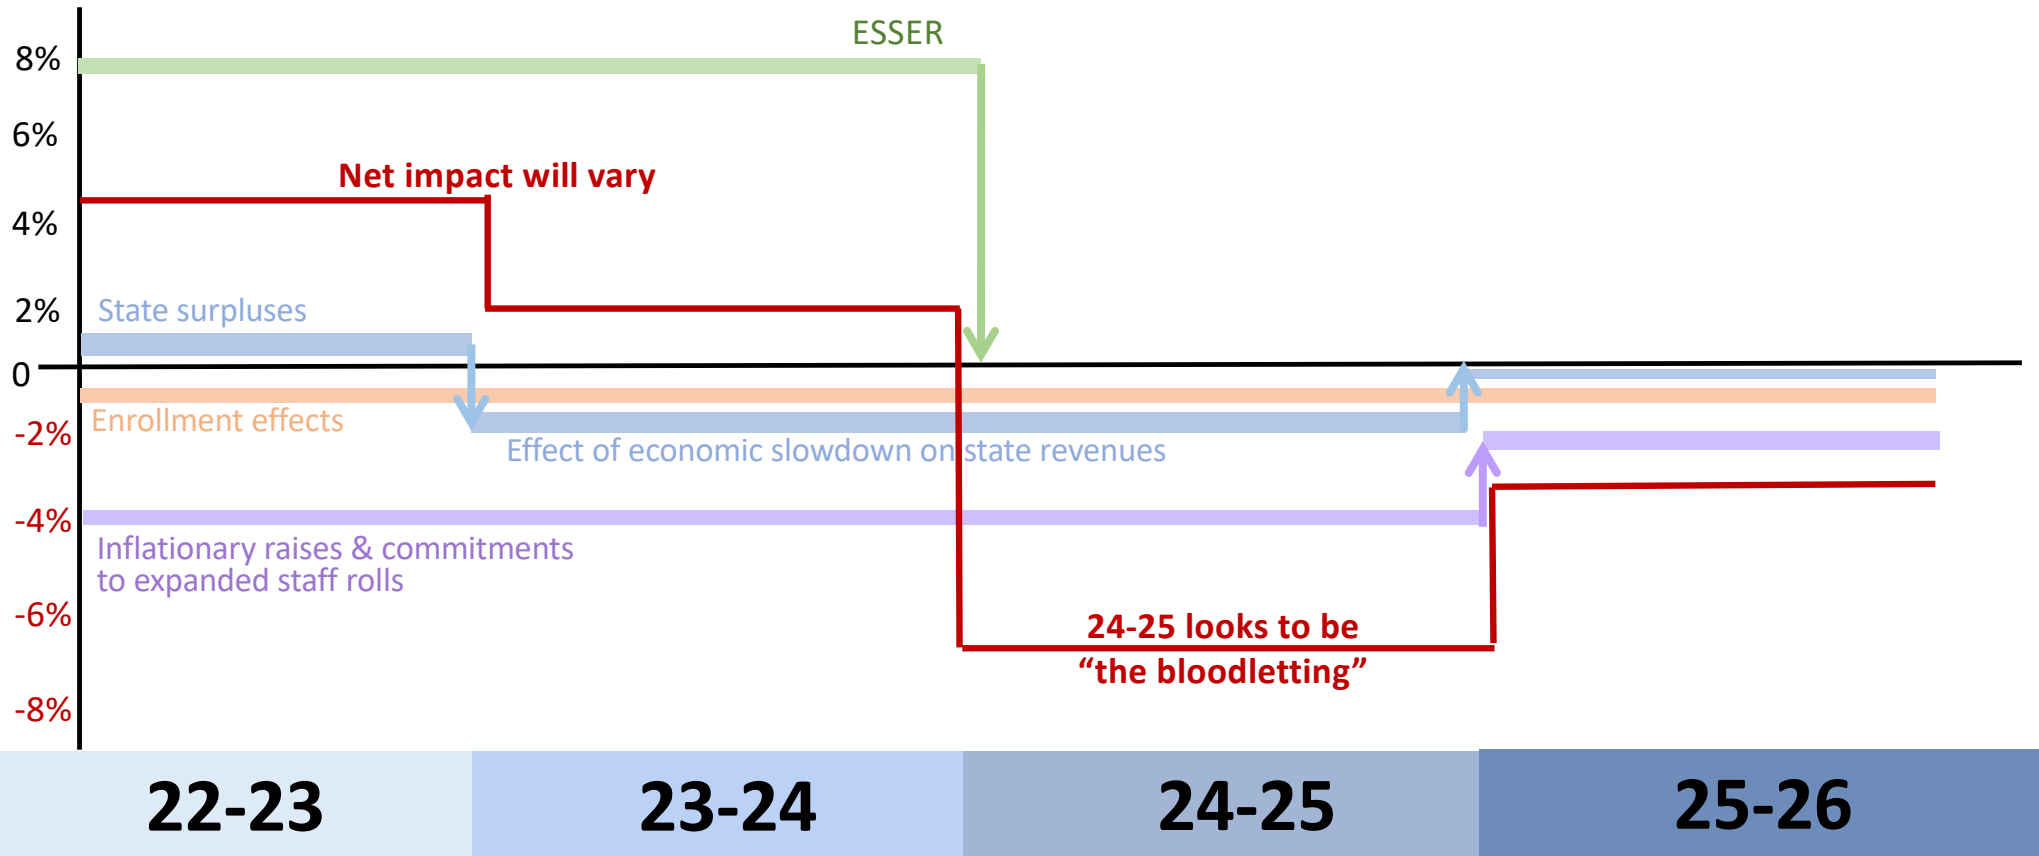 ESSER
8%
6%
Net impact will vary
4%
2%
State surpluses
0
Enrollment effects
-2%
Effect of economic slowdown on state revenues
-4%
Inflationary raises & commitments
to expanded staff rolls
-6%
24-25 looks to be
“the bloodletting”
-8%
22-23
23-24
24-25
25-26